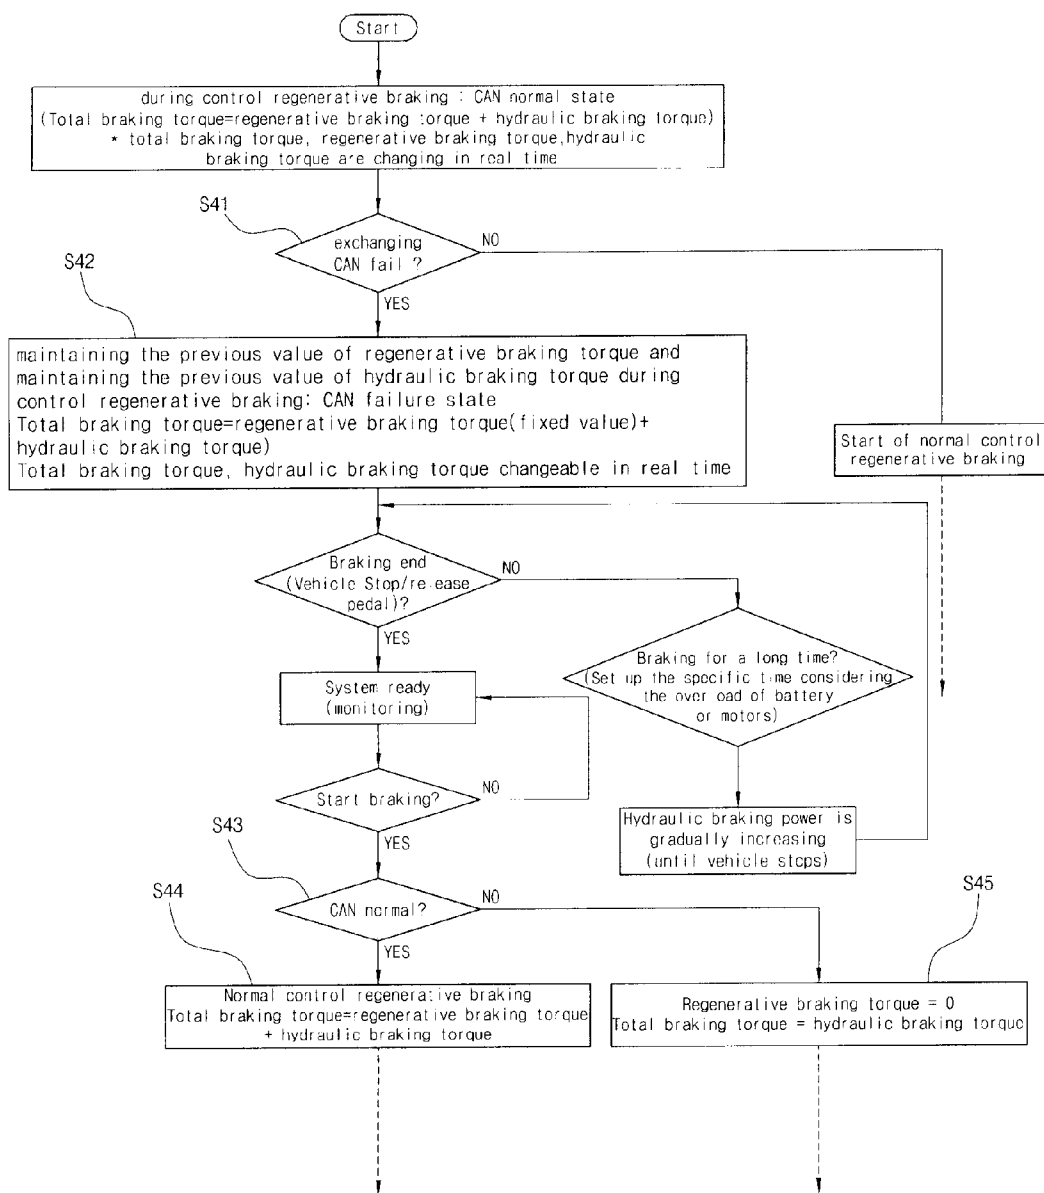 Start
during control regenerative braking : CAN normal state
(Total braking torque=regenerative braking torque + hydraulic braking torque)
* total braking torque, regenerative braking torque,hydraulic
braking torque are changing in real time
S41
exchanging
CAN fail ?
NO
YES
S42
maintaining the previous value of regenerative braking torque and
maintaining the previous value of hydraulic braking torque during
control regenerative braking: CAN failure state
Total braking torque=regenerative braking torque(fixed value)+
hydraulic braking torque)
Total braking torque, hydraulic braking torque changeable in real time
Start of normal control
regenerative braking
Braking end
(Vehicle Stop/release
pedal)?
NO
YES
Braking for a long time?
(Set up the specific time considering
the over load of battery
or motors)
System ready
(monitoring)
Start braking?
NO
YES
Hydraulic braking power is
gradually increasing
(until vehicle stops)
S43
CAN normal?
NO
YES
S44
Normal control regenerative braking
Total braking torque=regenerative braking torque
+ hydraulic braking torque
S45
Regenerative braking torque = 0
Total braking torque = hydraulic braking torque